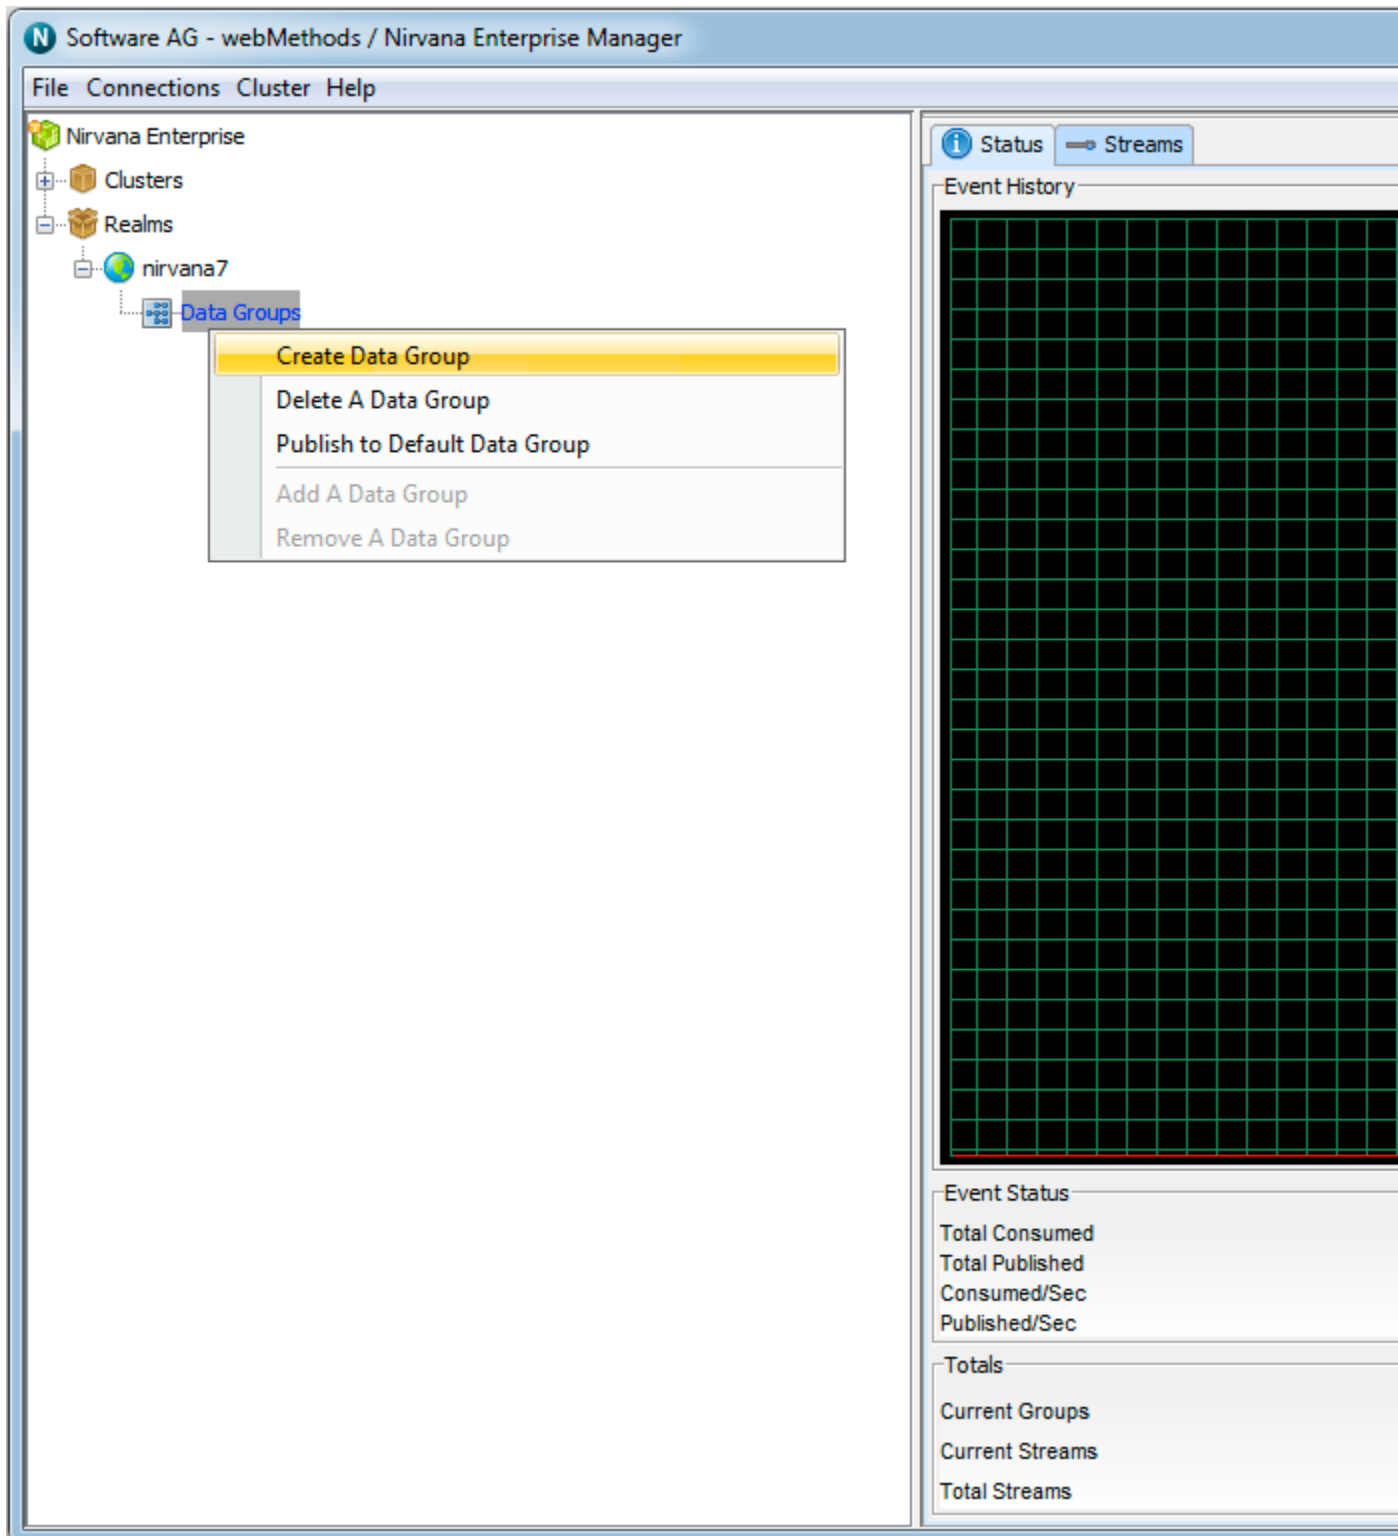 Software AG - webMethods / Nirvana Enterprise Manager
File Connections Cluster Help
Nirvana Enterprise
Clusters
Realms
nirvana7
Data Groups
Create Data Group
Delete A Data Group
Publish to Default Data Group
Add A Data Group
Remove A Data Group
Status Streams
Event History
Event Status
Total Consumed
Total Published
Consumed/Sec
Published/Sec
Totals
Current Groups
Current Streams
Total Streams